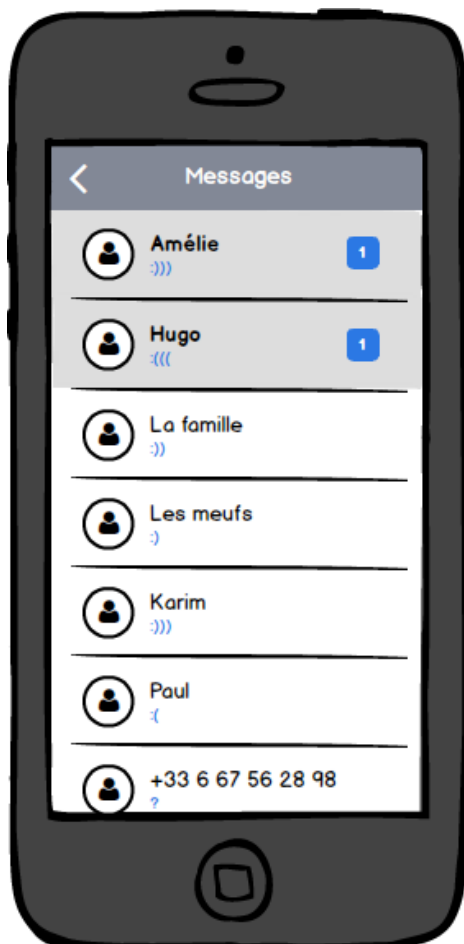 Messages
Amélie
:)))
1
Hugo
:(((
1
La famille
:))
Les meufs
:)
Karim
:)))
Paul
:(
+33 6 67 56 28 98
?